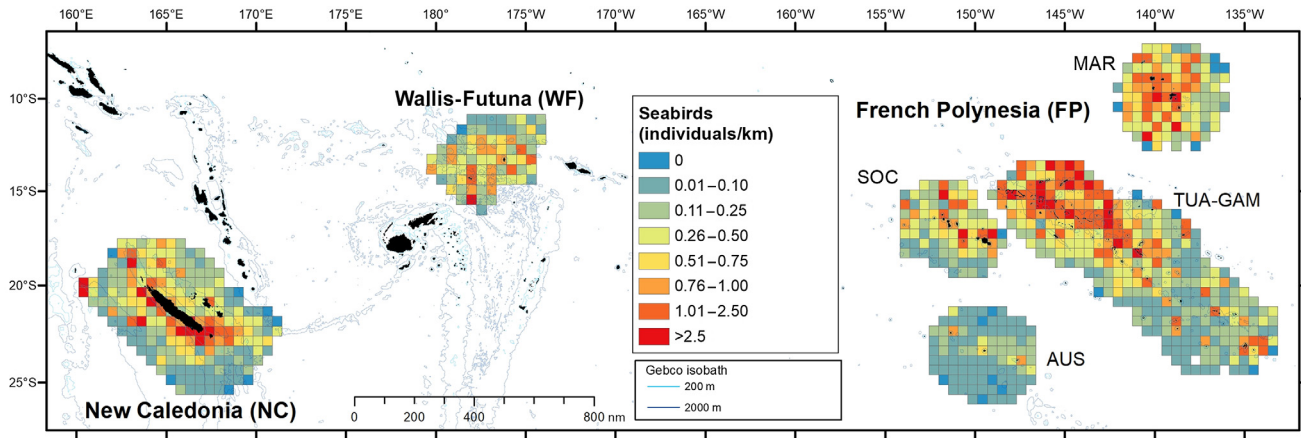 160°E 165°E 170°E 175°E 180° 175°W 170°W 165°W 160°W 155°W 150°W 145°W 140°W 135°W
10°S
15°S
20°S
25°S
Wallis-Futuna (WF)
New Caledonia (NC)
0 200 400 800 nm
Seabirds
(individuals/km)
0
0.01–0.10
0.11–0.25
0.26–0.50
0.51–0.75
0.76–1.00
1.01–2.50
>2.5
Gebco isobath
200 m
2000 m
French Polynesia (FP)
MAR
SOC
TUA-GAM
AUS